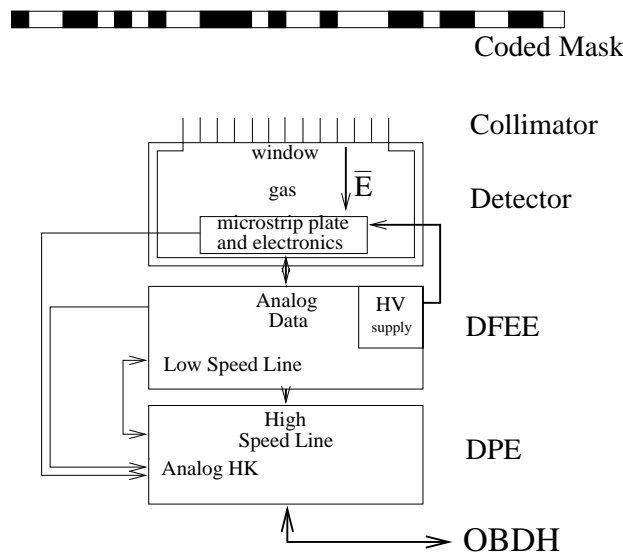 Coded Mask
Collimator
window
E
gas
Detector
microstrip plate
and electronics
Analog
Data
HV
supply
DFEE
Low Speed Line
High
Speed Line
DPE
Analog HK
OBDH